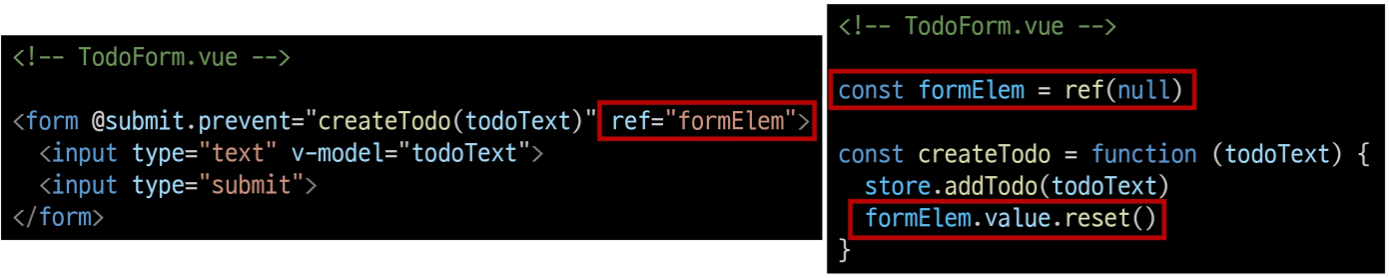 <!-- TodoForm.vue -->
<form @submit.prevent="createTodo(todoText)" ref="formElem">
  <input type="text" v-model="todoText">
  <input type="submit">
</form>
<!-- TodoForm.vue -->
const formElem = ref(null)
const createTodo = function (todoText) {
  store.addTodo(todoText)
  formElem.value.reset()
}